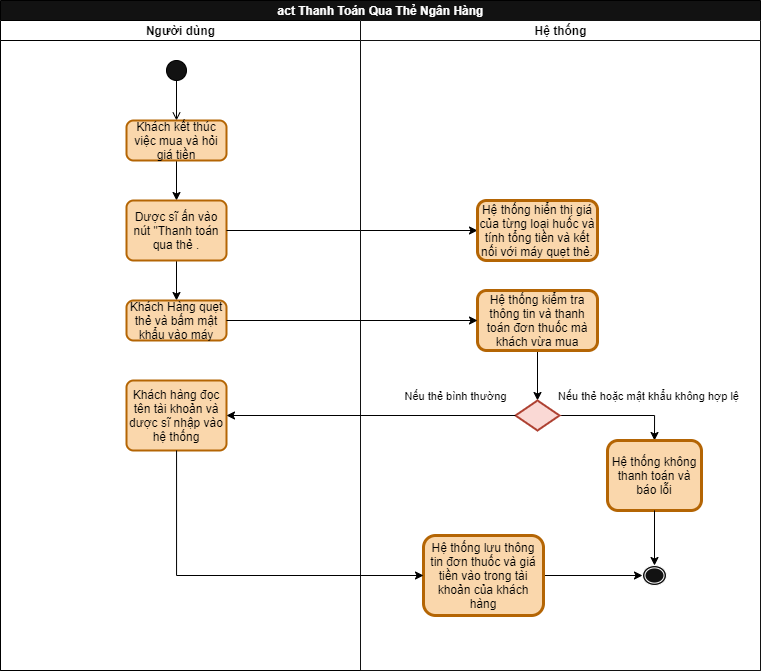 act Thanh Toán Qua Thẻ Ngân Hàng
Người dùng
Hệ thống
Khách kết thúc
việc mua và hỏi
giá tiền
Dược sĩ ấn vào
nút "Thanh toán
qua thẻ .
Hệ thống hiển thị giá
của từng loại huốc và
tính tổng tiền và kết
nối với máy quẹt thẻ.
Khách Hàng quẹt
thẻ và bấm mật
khẩu vào máy
Hệ thống kiểm tra
thông tin và thanh
toán đơn thuốc mà
khách vừa mua
Nếu thẻ bình thường
Nếu thẻ hoặc mật khẩu không hợp lệ
Khách hàng đọc
tên tài khoản và
dược sĩ nhập vào
hệ thống
Hệ thống không
thanh toán và
báo lỗi
Hệ thống lưu thông
tin đơn thuốc và giá
tiền vào trong tài
khoản của khách
hàng